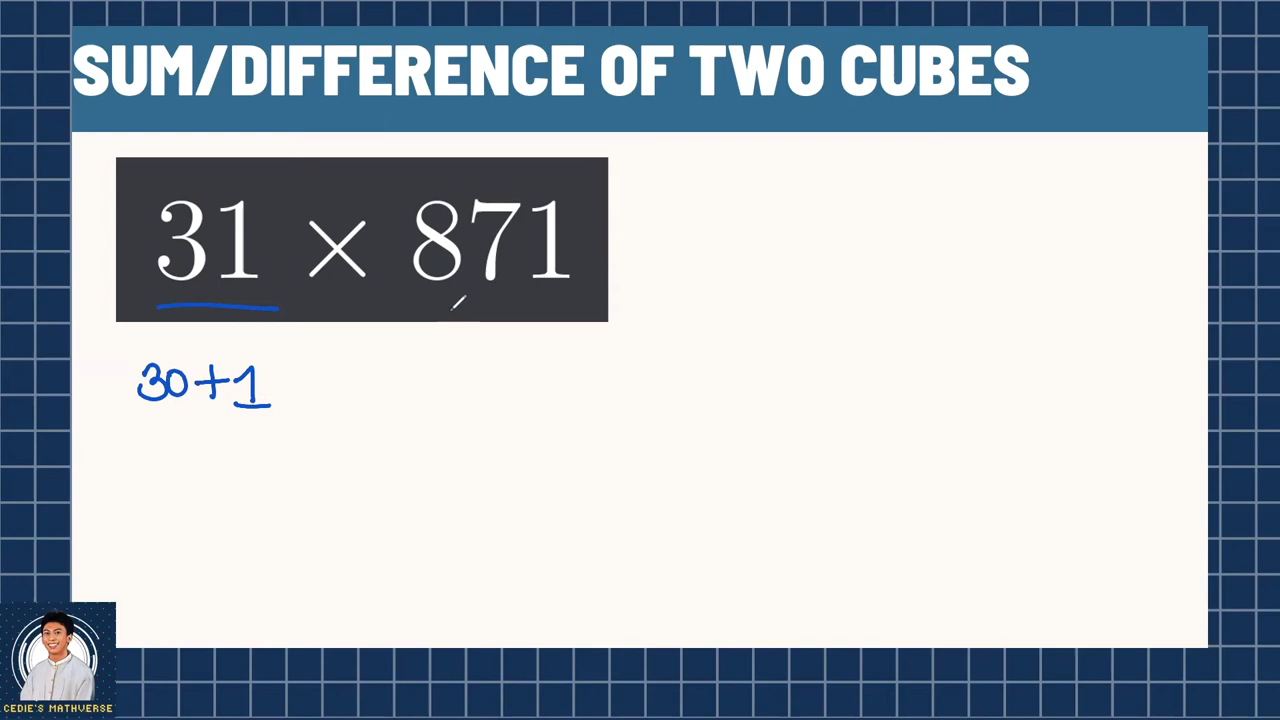 SUM/DIFFERENCE OF TWO CUBES
31 × 871
30+1
CEDIE'S MATHVERSE